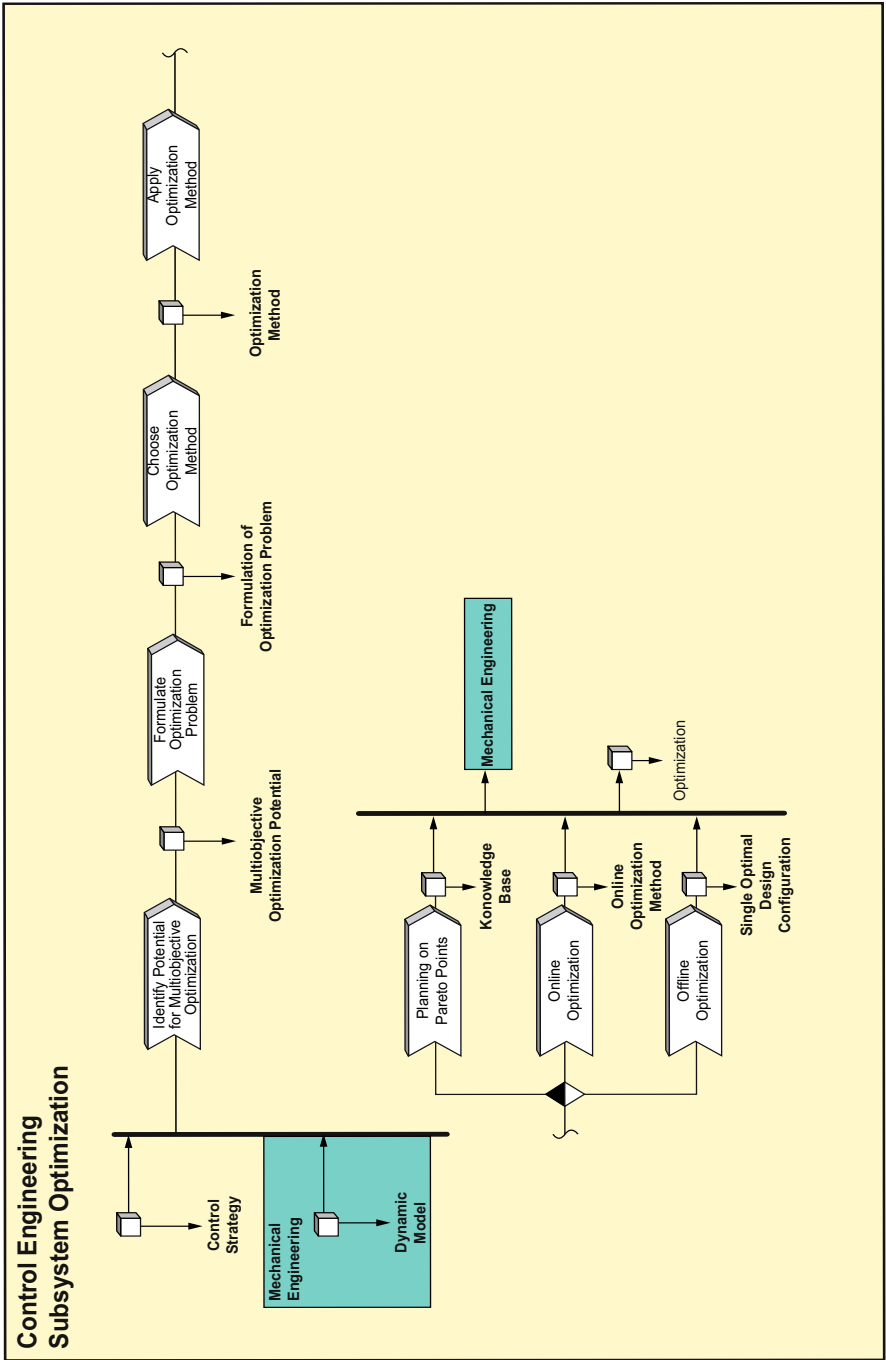 Control Engineering
Subsystem Optimization
Control
Strategy
Mechanical
Engineering
Dynamic
Model
Identify Potential
for Multiobjective
Optimization
Multiobjective
Optimization Potential
Formulate
Optimization
Problem
Formulation of
Optimization Problem
Choose
Optimization
Method
Optimization
Method
Apply
Optimization
Method
Planning on
Pareto Points
Konowledge
Base
Online
Optimization
Online
Optimization
Method
Offline
Optimization
Single Optimal
Design
Configuration
Mechanical Engineering
Optimization